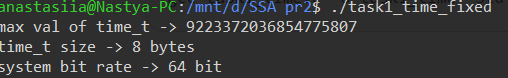 anastasiia@Nastya-PC:/mnt/d/SSA pr2$ ./task1_time_fixed
max val of time_t -> 9223372036854775807
time_t size -> 8 bytes
system bit rate -> 64 bit